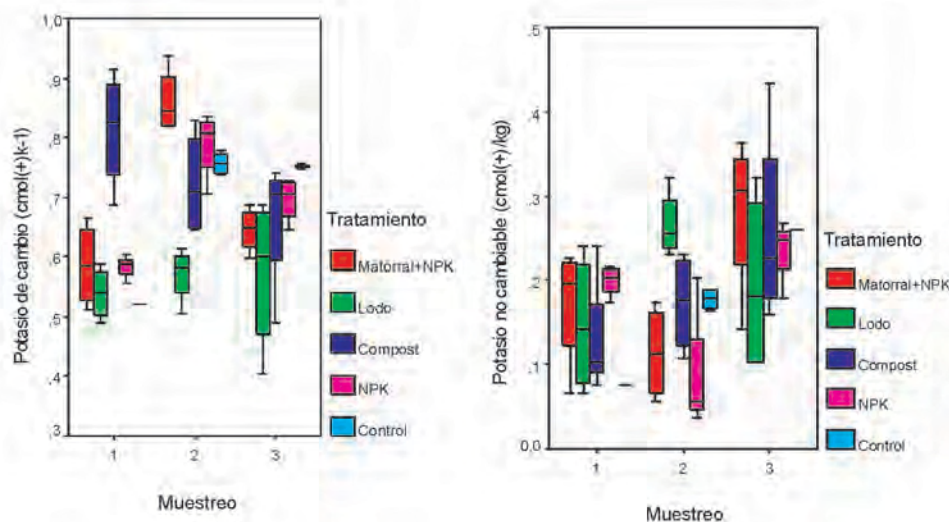 Potasio de cambio (cmol(+)k-1)
1,0
,9
,8
,7
,6
,5
,4
,3
1
2
3
Muestreo
Tratamiento
Matorral+NPK
Lodo
Compost
NPK
Control
Potasio no cambiable (cmol(+)/kg)
,5
,4
,3
,2
,1
0,0
1
2
3
Muestreo
Tratamiento
Matorral+NPK
Lodo
Compost
NPK
Control